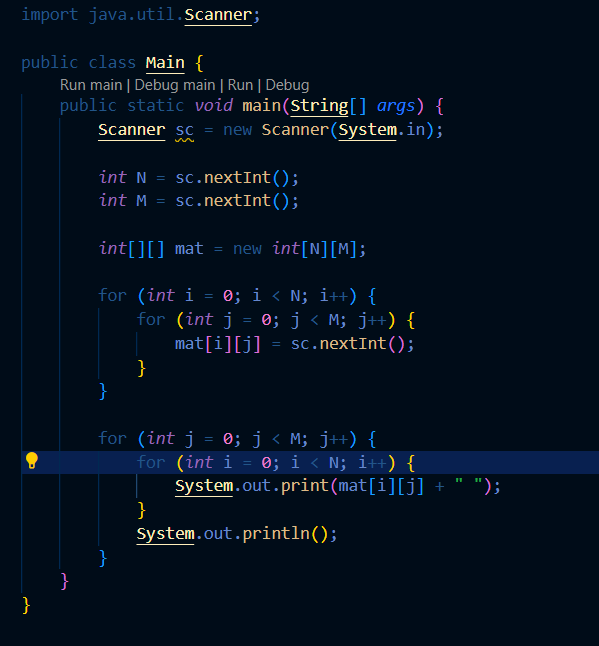 import java.util.Scanner;

public class Main {
    Run main | Debug main | Run | Debug
    public static void main(String[] args) {
        Scanner sc = new Scanner(System.in);

        int N = sc.nextInt();
        int M = sc.nextInt();

        int[][] mat = new int[N][M];

        for (int i = 0; i < N; i++) {
            for (int j = 0; j < M; j++) {
                mat[i][j] = sc.nextInt();
            }
        }

        for (int j = 0; j < M; j++) {
            for (int i = 0; i < N; i++) {
                System.out.print(mat[i][j] + " ");
            }
            System.out.println();
        }
    }
}